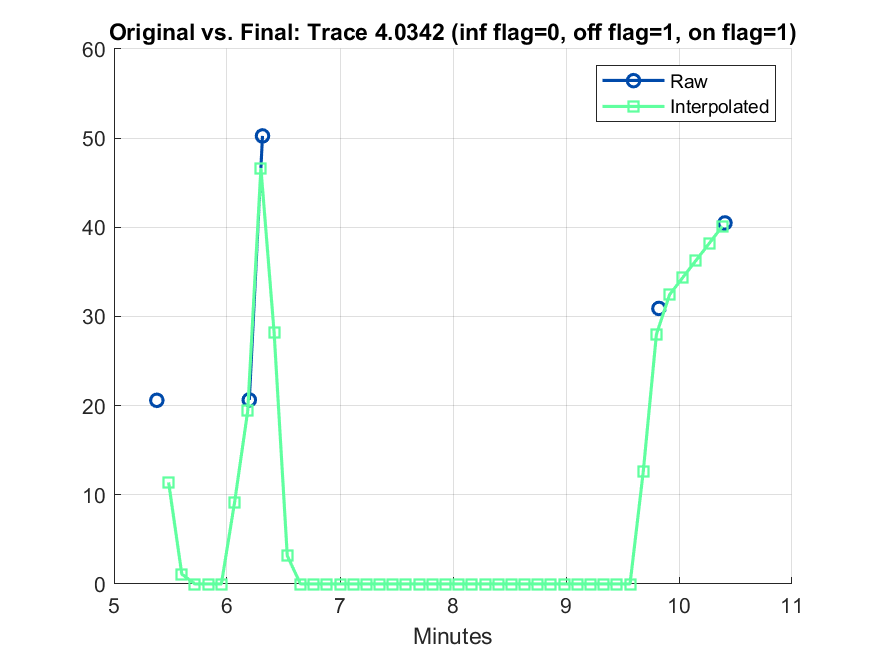 Original vs. Final: Trace 4.0342 (inf flag=0, off flag=1, on flag=1)
60
50
40
30
20
10
0
Raw
Interpolated
5 6 7 8 9 10 11
Minutes